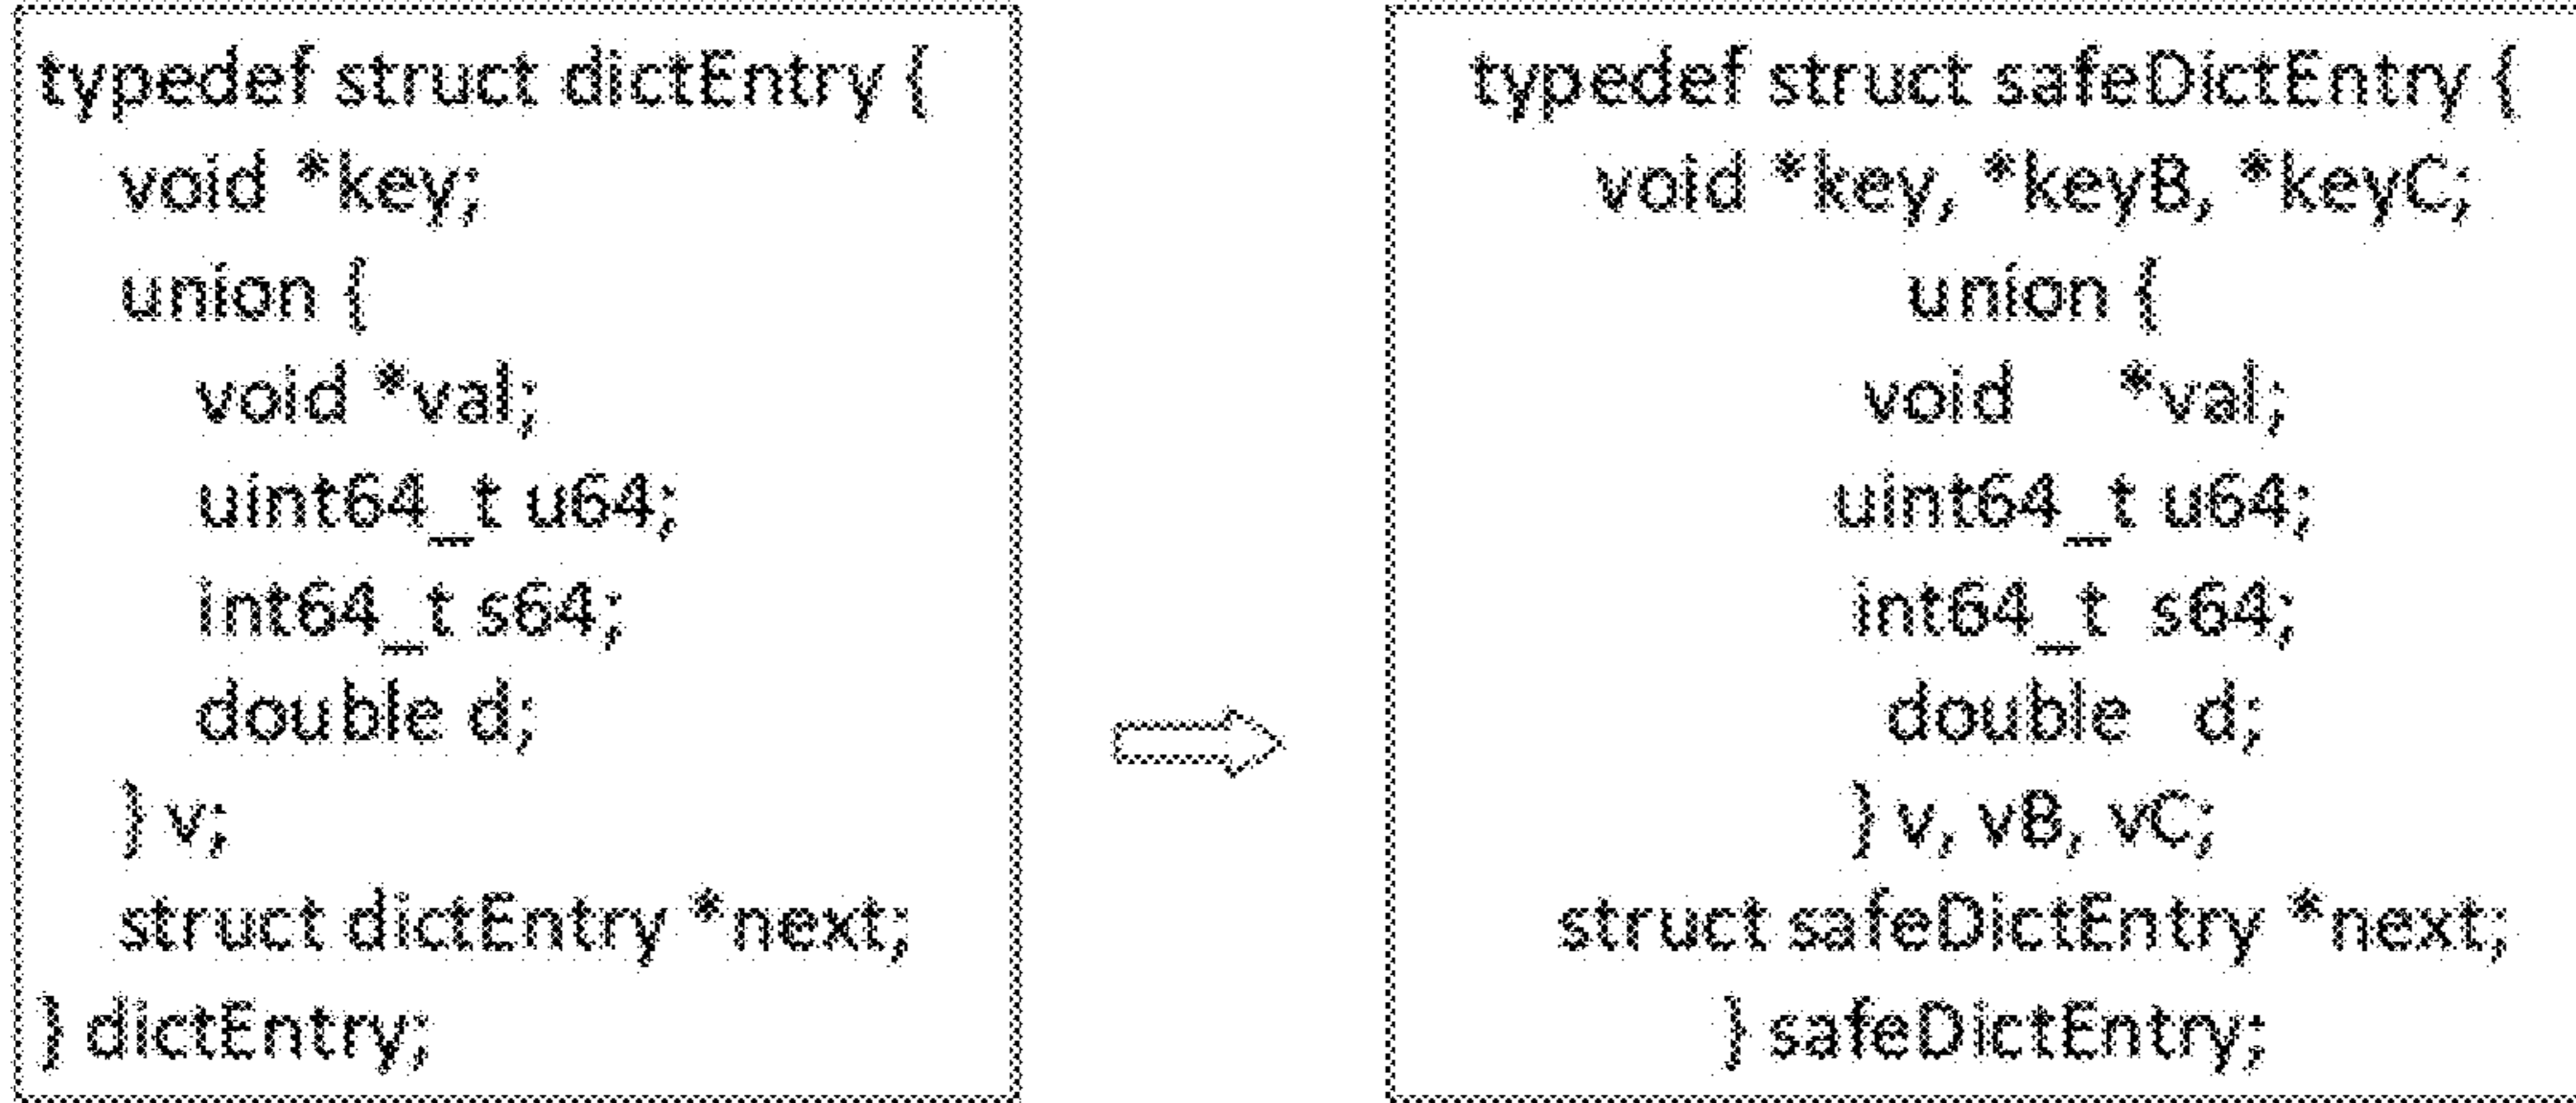 typedef struct dictEntry {
void *key;
union {
void *val;
uint64_t u64;
int64_t s64;
double d;
} v;
struct dictEntry *next;
} dictEntry;
typedef struct safeDictEntry {
void *key, *keyB, *keyC;
union {
void *val;
uint64_t u64;
int64_t s64;
double d;
} v, vB, vC;
struct safeDictEntry *next;
} safeDictEntry;